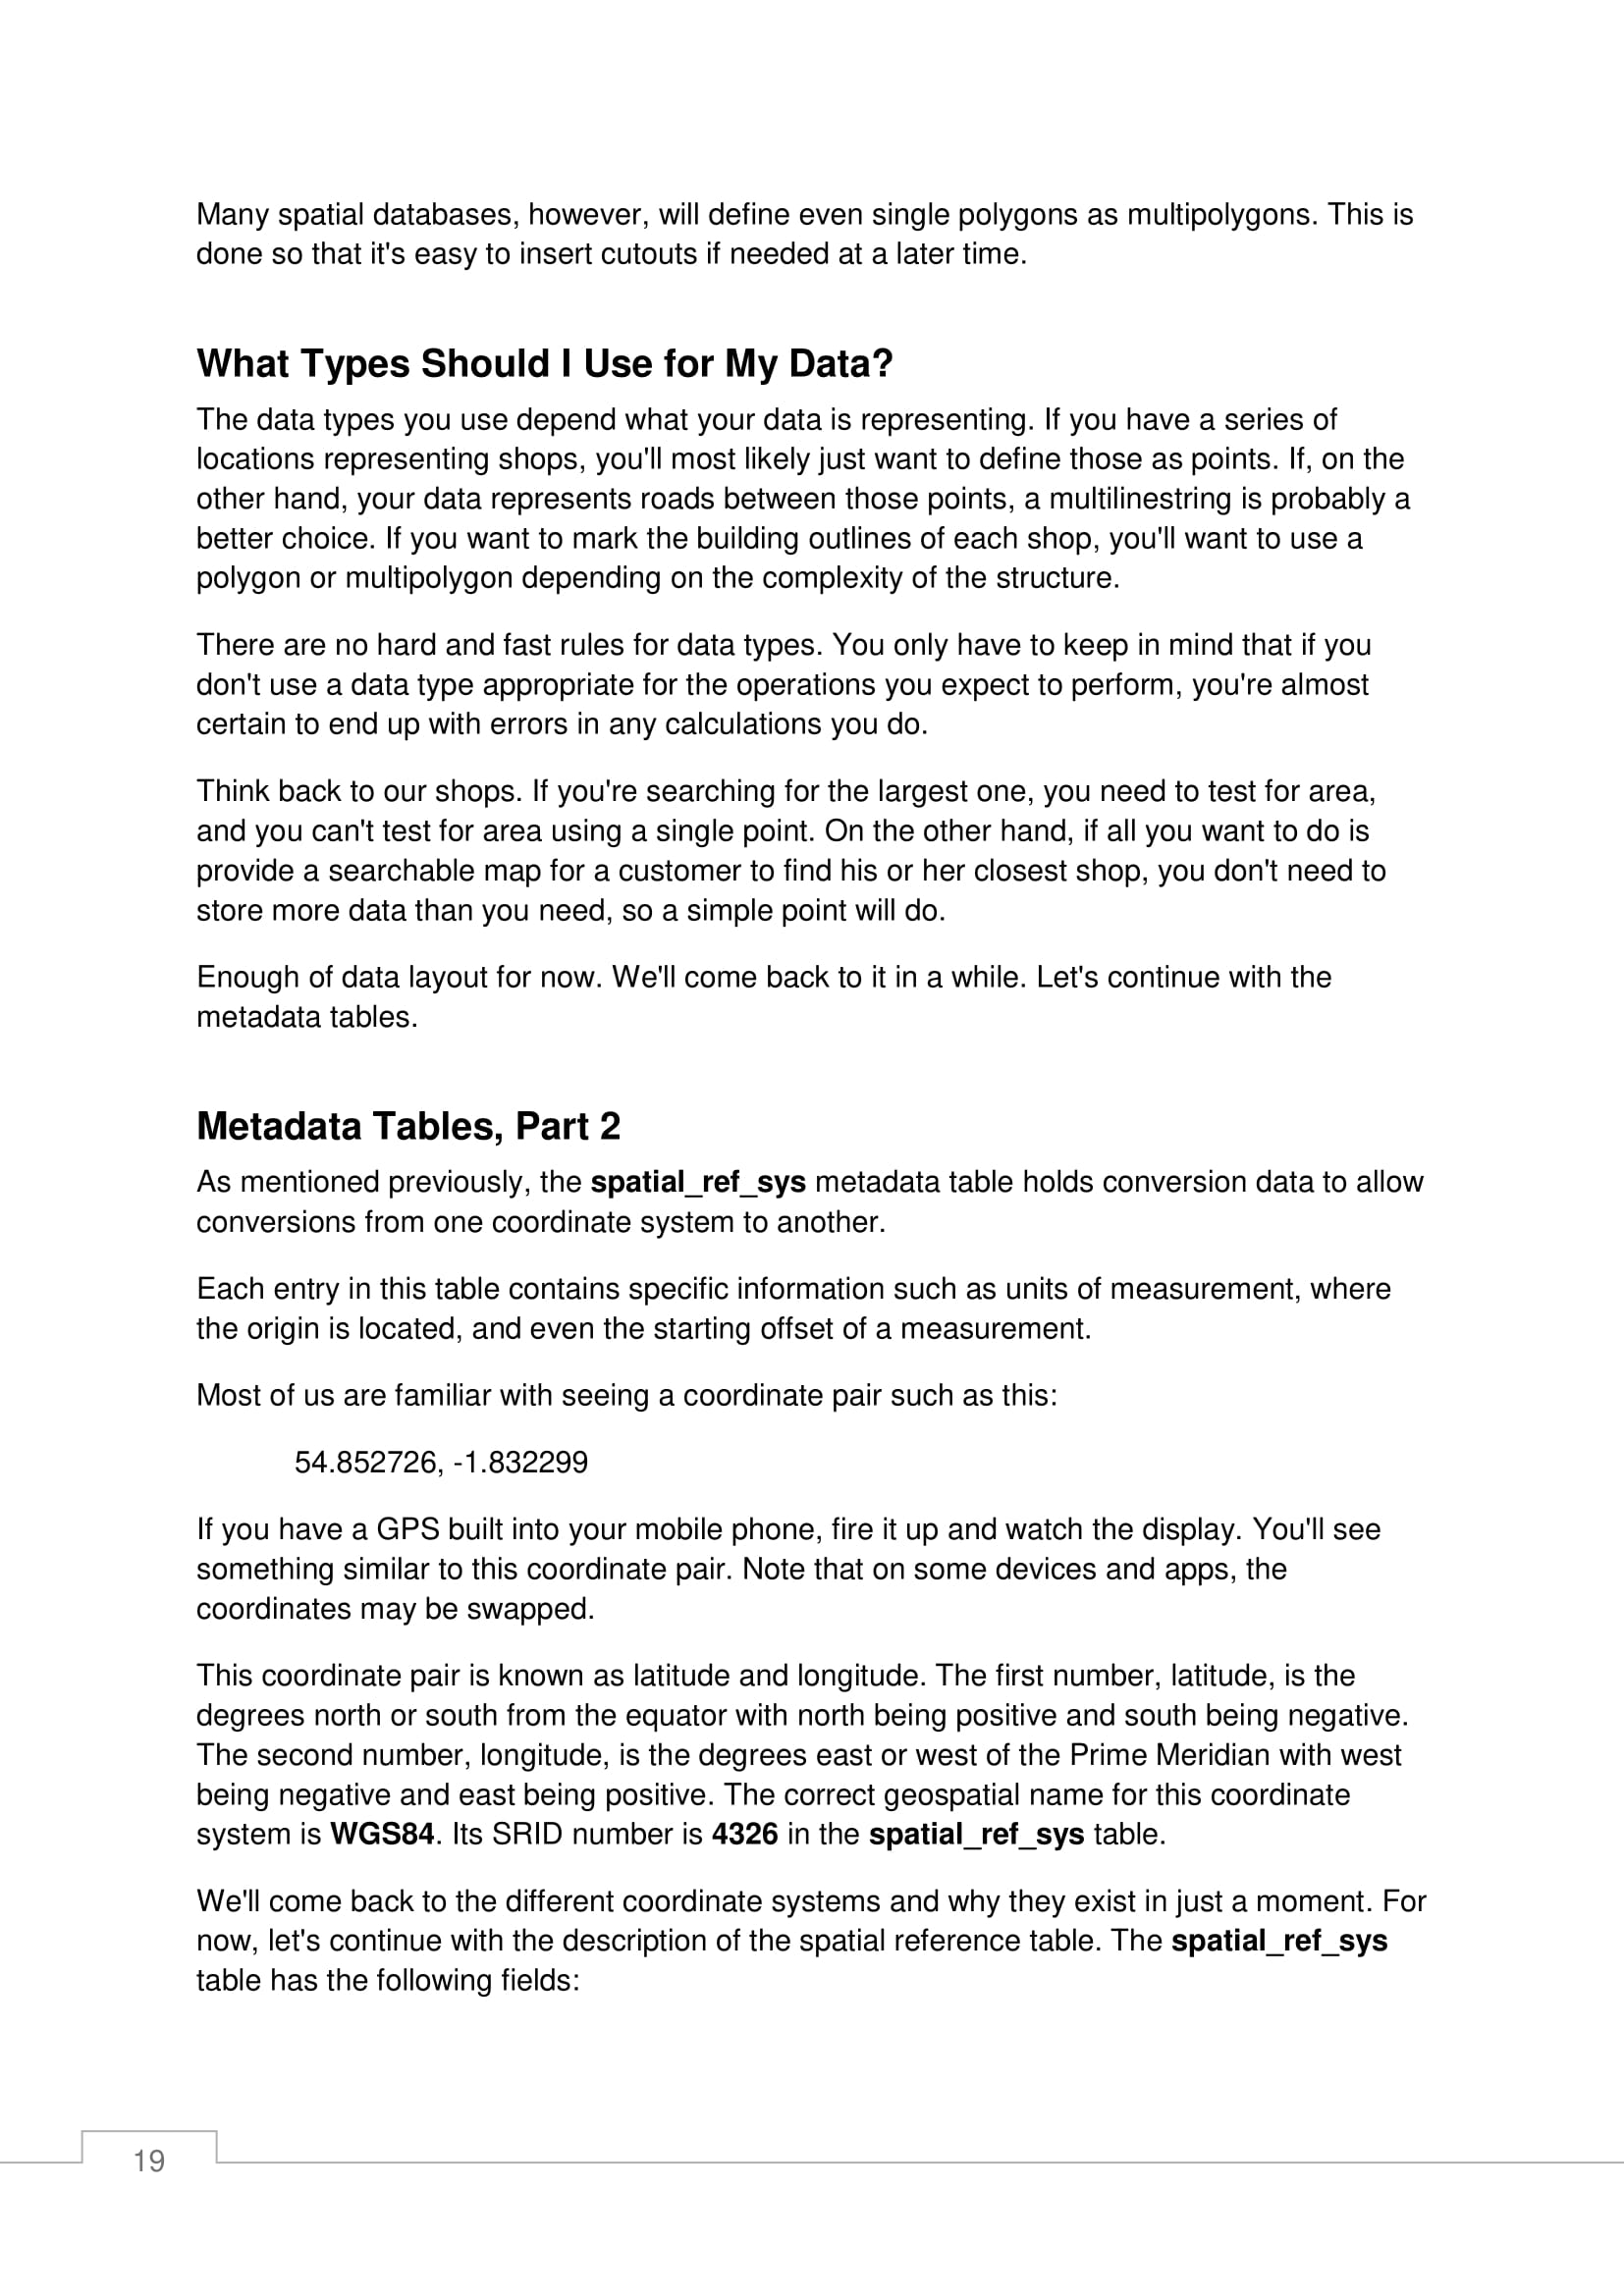 Many spatial databases, however, will define even single polygons as multipolygons. This is
done so that it's easy to insert cutouts if needed at a later time.
What Types Should I Use for My Data?
The data types you use depend what your data is representing. If you have a series of
locations representing shops, you'll most likely just want to define those as points. If, on the
other hand, your data represents roads between those points, a multilinestring is probably a
better choice. If you want to mark the building outlines of each shop, you'll want to use a
polygon or multipolygon depending on the complexity of the structure.
There are no hard and fast rules for data types. You only have to keep in mind that if you
don't use a data type appropriate for the operations you expect to perform, you're almost
certain to end up with errors in any calculations you do.
Think back to our shops. If you're searching for the largest one, you need to test for area,
and you can't test for area using a single point. On the other hand, if all you want to do is
provide a searchable map for a customer to find his or her closest shop, you don't need to
store more data than you need, so a simple point will do.
Enough of data layout for now. We'll come back to it in a while. Let's continue with the
metadata tables.
Metadata Tables, Part 2
As mentioned previously, the spatial_ref_sys metadata table holds conversion data to allow
conversions from one coordinate system to another.
Each entry in this table contains specific information such as units of measurement, where
the origin is located, and even the starting offset of a measurement.
Most of us are familiar with seeing a coordinate pair such as this:
54.852726, -1.832299
If you have a GPS built into your mobile phone, fire it up and watch the display. You'll see
something similar to this coordinate pair. Note that on some devices and apps, the
coordinates may be swapped.
This coordinate pair is known as latitude and longitude. The first number, latitude, is the
degrees north or south from the equator with north being positive and south being negative.
The second number, longitude, is the degrees east or west of the Prime Meridian with west
being negative and east being positive. The correct geospatial name for this coordinate
system is WGS84. Its SRID number is 4326 in the spatial_ref_sys table.
We'll come back to the different coordinate systems and why they exist in just a moment. For
now, let's continue with the description of the spatial reference table. The spatial_ref_sys
table has the following fields:
19